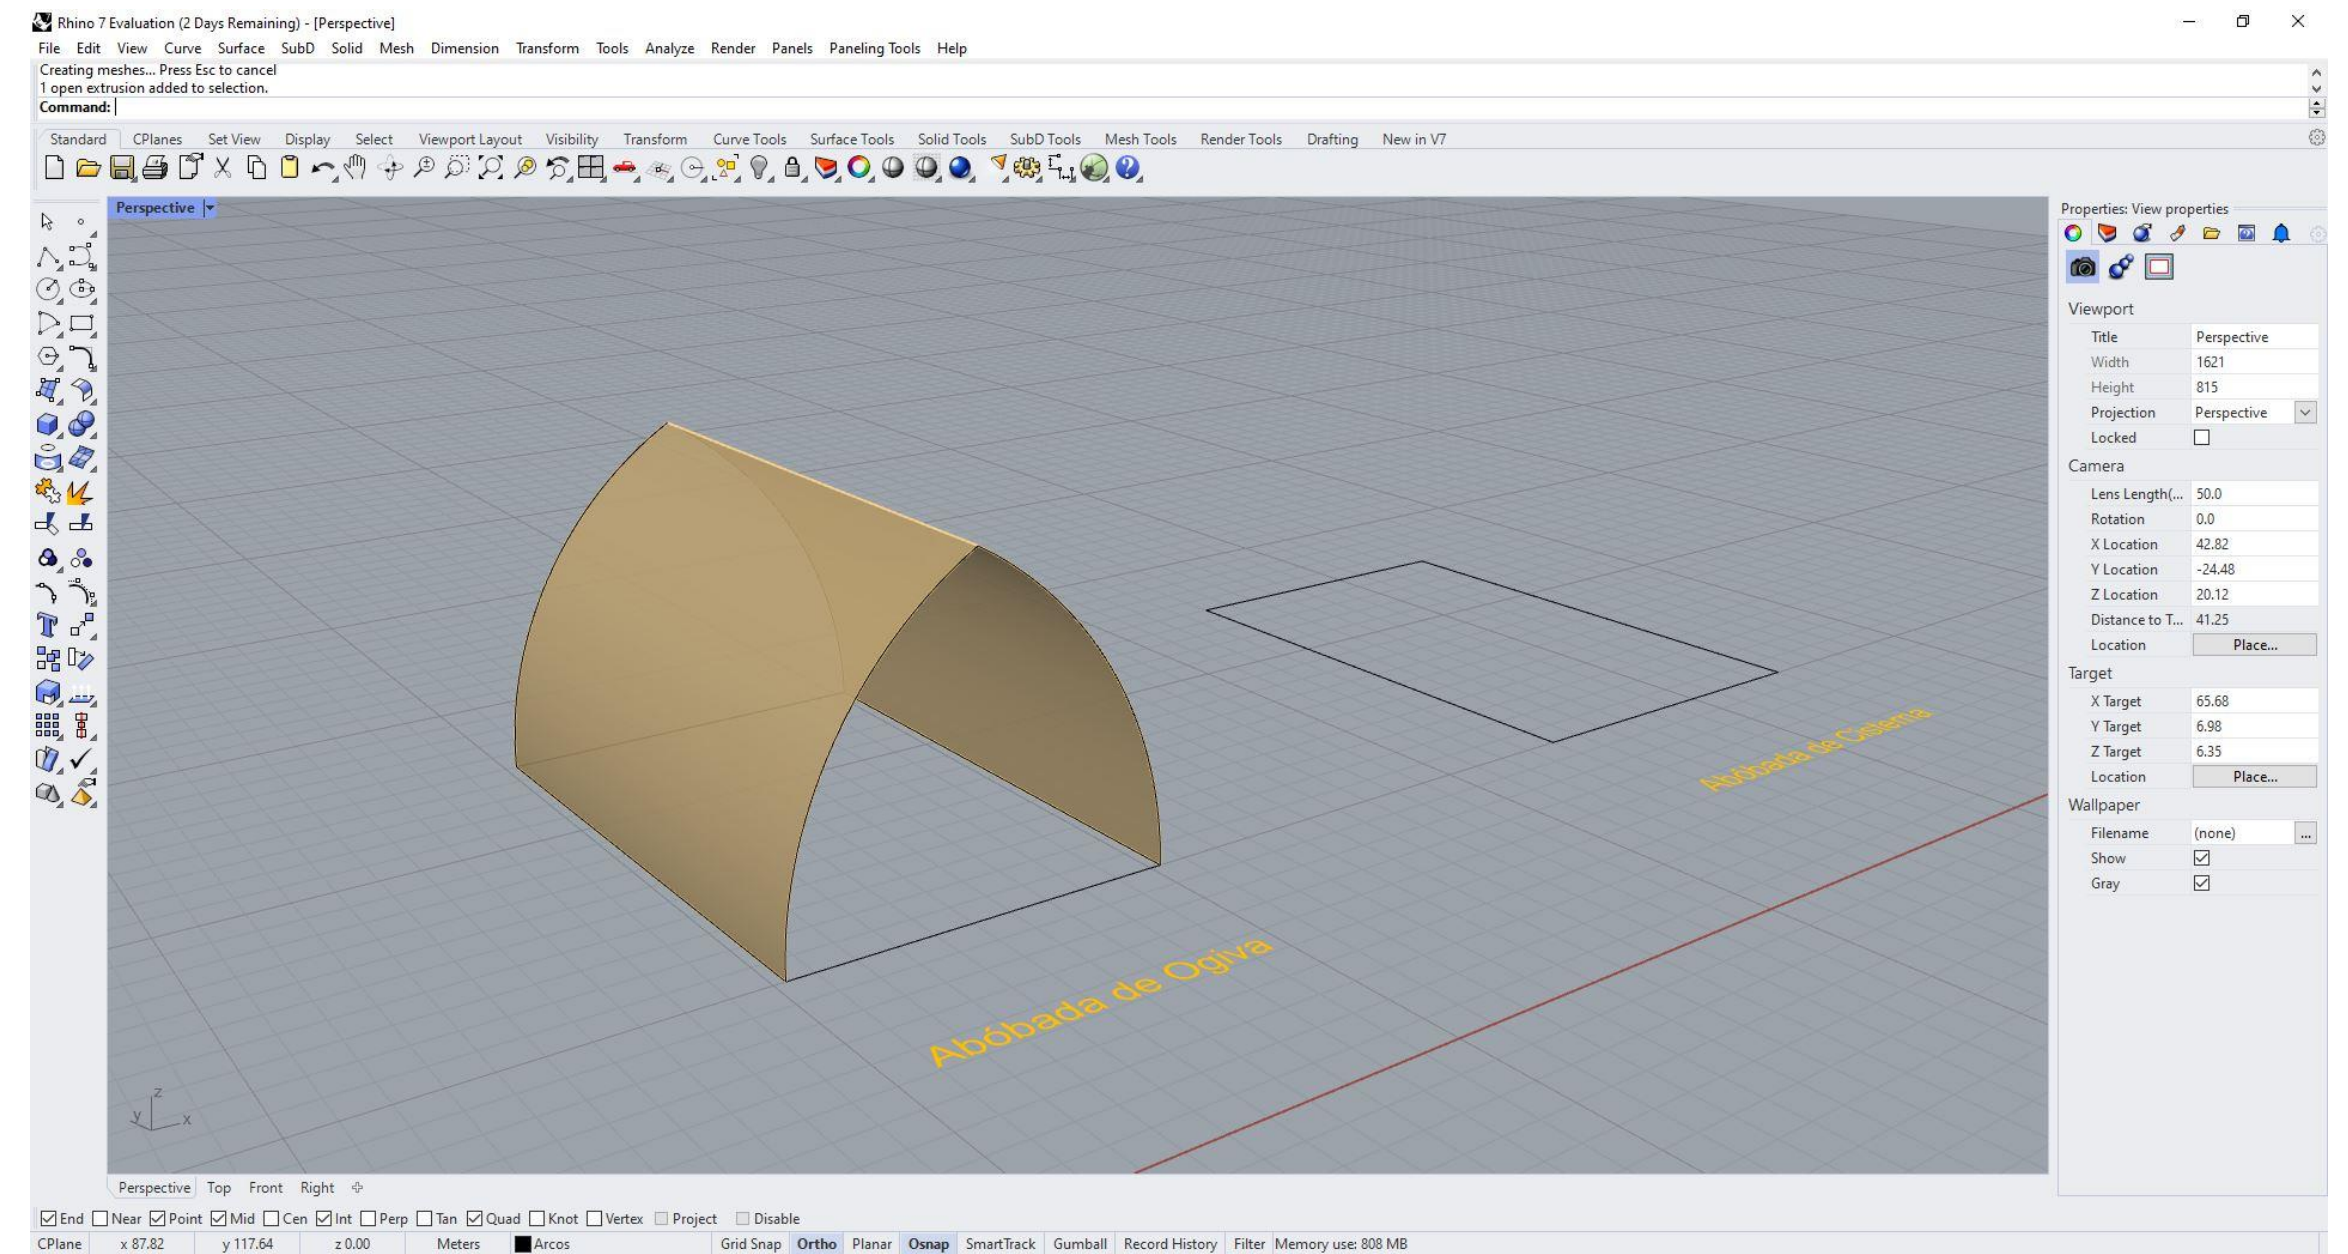 Rhino 7 Evaluation (2 Days Remaining) - [Perspective]
File Edit View Curve Surface SubD Solid Mesh Dimension Transform Tools Analyze Render Panels Paneling Tools Help
Creating meshes... Press Esc to cancel
1 open extrusion added to selection.
Command:
Standard CPlanes Set View Display Select Viewport Layout Visibility Transform Curve Tools Surface Tools Solid Tools SubD Tools Mesh Tools Render Tools Drafting New in V7
Perspective
Properties: View properties
Viewport
Title Perspective
Width 1621
Height 815
Projection Perspective
Locked
Camera
Lens Length(... 50.0
Rotation 0.0
X Location 42.82
Y Location -24.48
Z Location 20.12
Distance to T... 41.25
Location Place...
Target
X Target 65.68
Y Target 6.98
Z Target 6.35
Location Place...
Wallpaper
Filename (none) ...
Show
Gray
Abóbada de Cisterna
Abóbada de Ogiva
z
y x
Perspective Top Front Right
End Near Point Mid Cen Int Perp Tan Quad Knot Vertex Project Disable
CPlane x 87.82 y 117.64 z 0.00 Meters Arcos Grid Snap Ortho Planar Osnap SmartTrack Gumball Record History Filter Memory use: 808 MB